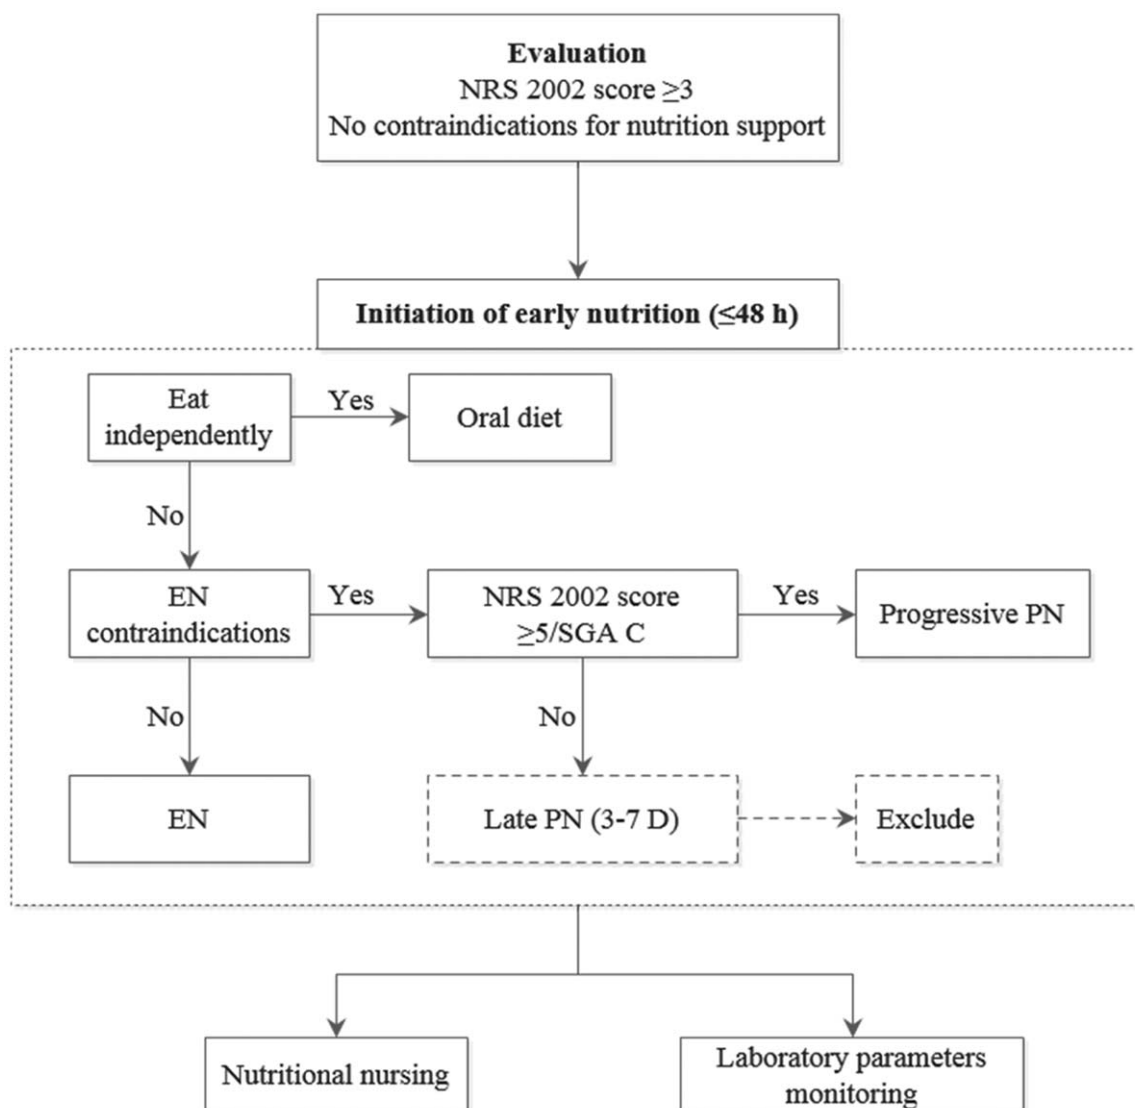 Evaluation
NRS 2002 score ≥3
No contraindications for nutrition support
Initiation of early nutrition (≤48 h)
Eat
independently
Yes
Oral diet
No
EN
contraindications
Yes
NRS 2002 score
≥5/SGA C
Yes
Progressive PN
No
No
EN
Late PN (3-7 D)
Exclude
Nutritional nursing
Laboratory parameters
monitoring